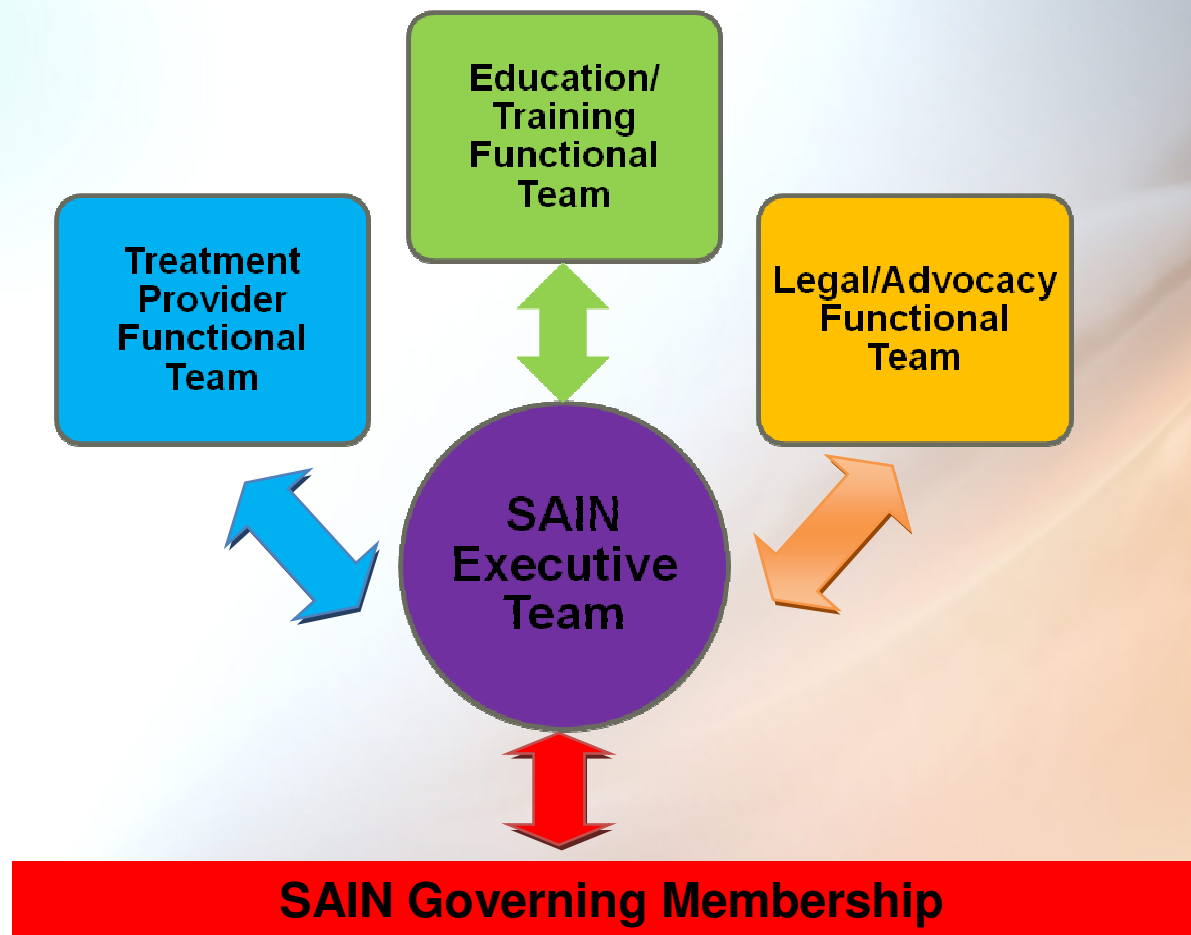 Education/
Training
Functional
Team
Treatment
Provider
Functional
Team
Legal/Advocacy
Functional
Team
SAIN
Executive
Team
SAIN Governing Membership